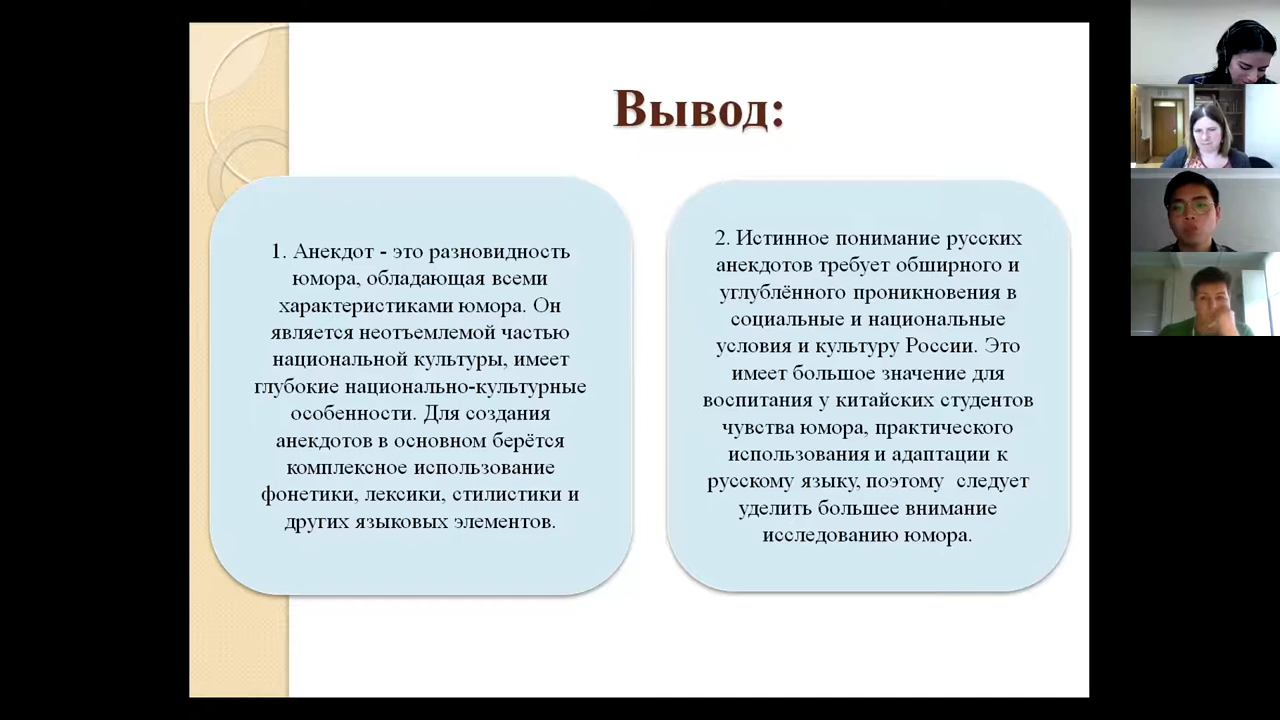 Вывод:
1. Анекдот - это разновидность
юмора, обладающая всеми
характеристиками юмора. Он
является неотъемлемой частью
национальной культуры, имеет
глубокие национально-культурные
особенности. Для создания
анекдотов в основном берётся
комплексное использование
фонетики, лексики, стилистики и
других языковых элементов.
2. Истинное понимание русских
анекдотов требует обширного и
углублённого проникновения в
социальные и национальные
условия и культуру России. Это
имеет большое значение для
воспитания у китайских студентов
чувства юмора, практического
использования и адаптации к
русскому языку, поэтому  следует
уделить большее внимание
исследованию юмора.